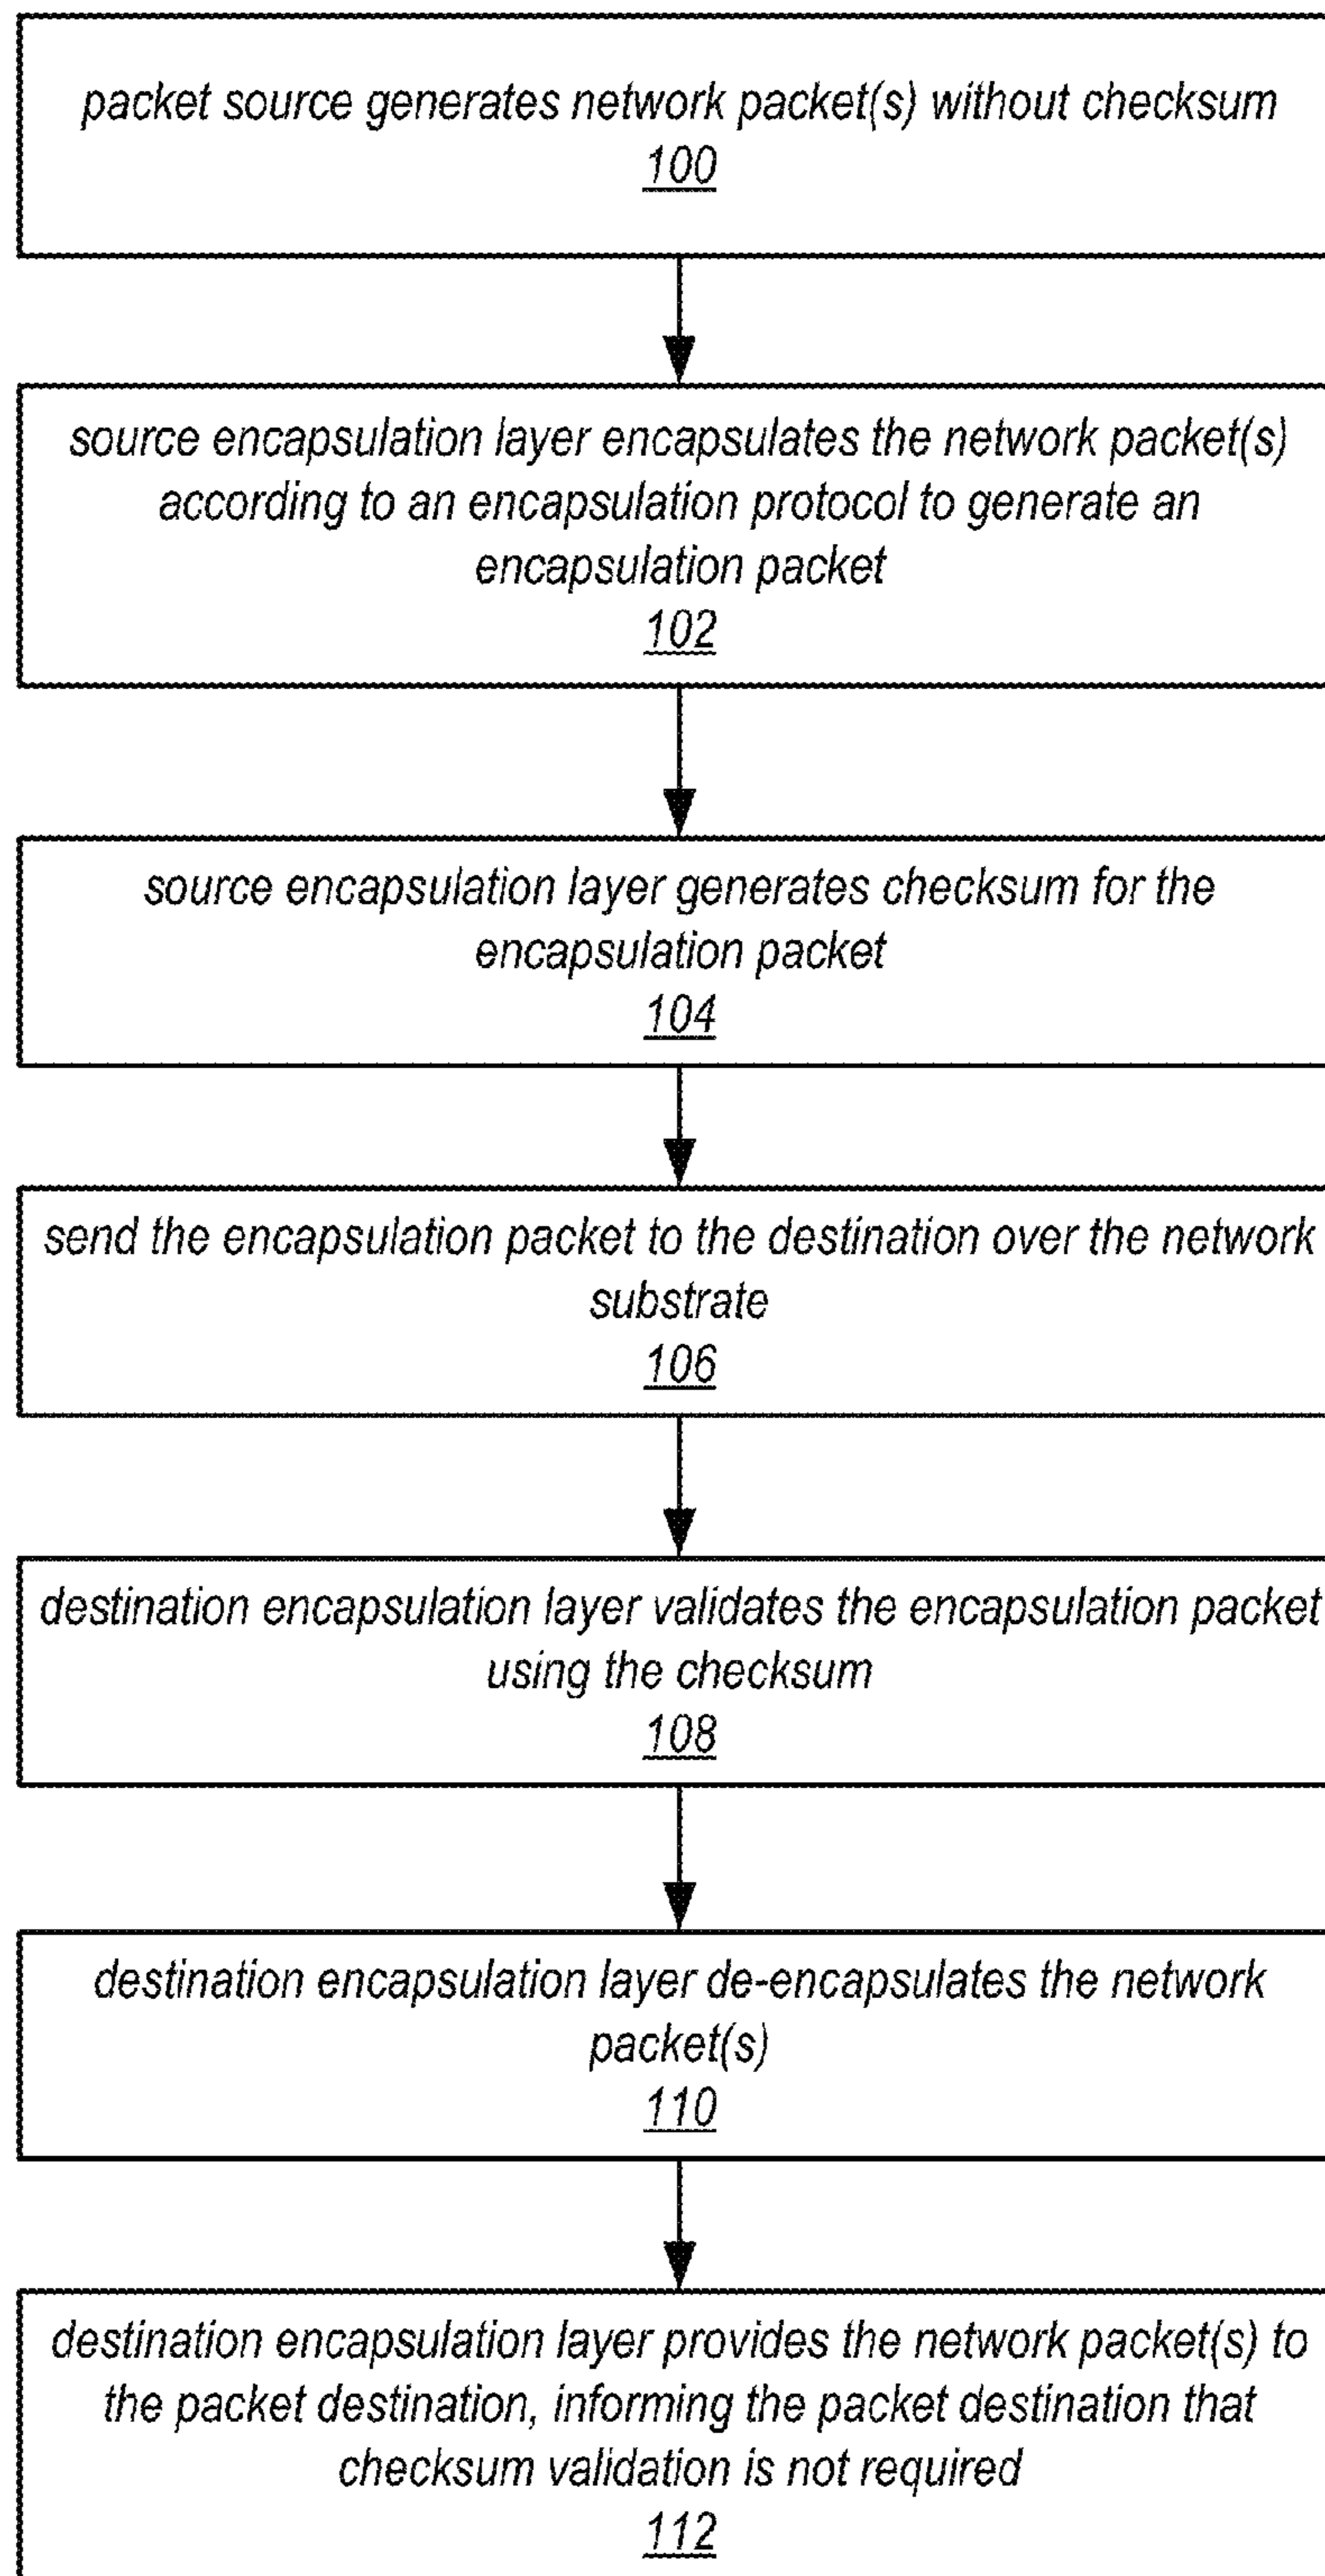 packet source generates network packet(s) without checksum
100
source encapsulation layer encapsulates the network packet(s)
according to an encapsulation protocol to generate an
encapsulation packet
102
source encapsulation layer generates checksum for the
encapsulation packet
104
send the encapsulation packet to the destination over the network
substrate
106
destination encapsulation layer validates the encapsulation packet
using the checksum
108
destination encapsulation layer de-encapsulates the network
packet(s)
110
destination encapsulation layer provides the network packet(s) to
the packet destination, informing the packet destination that
checksum validation is not required
112